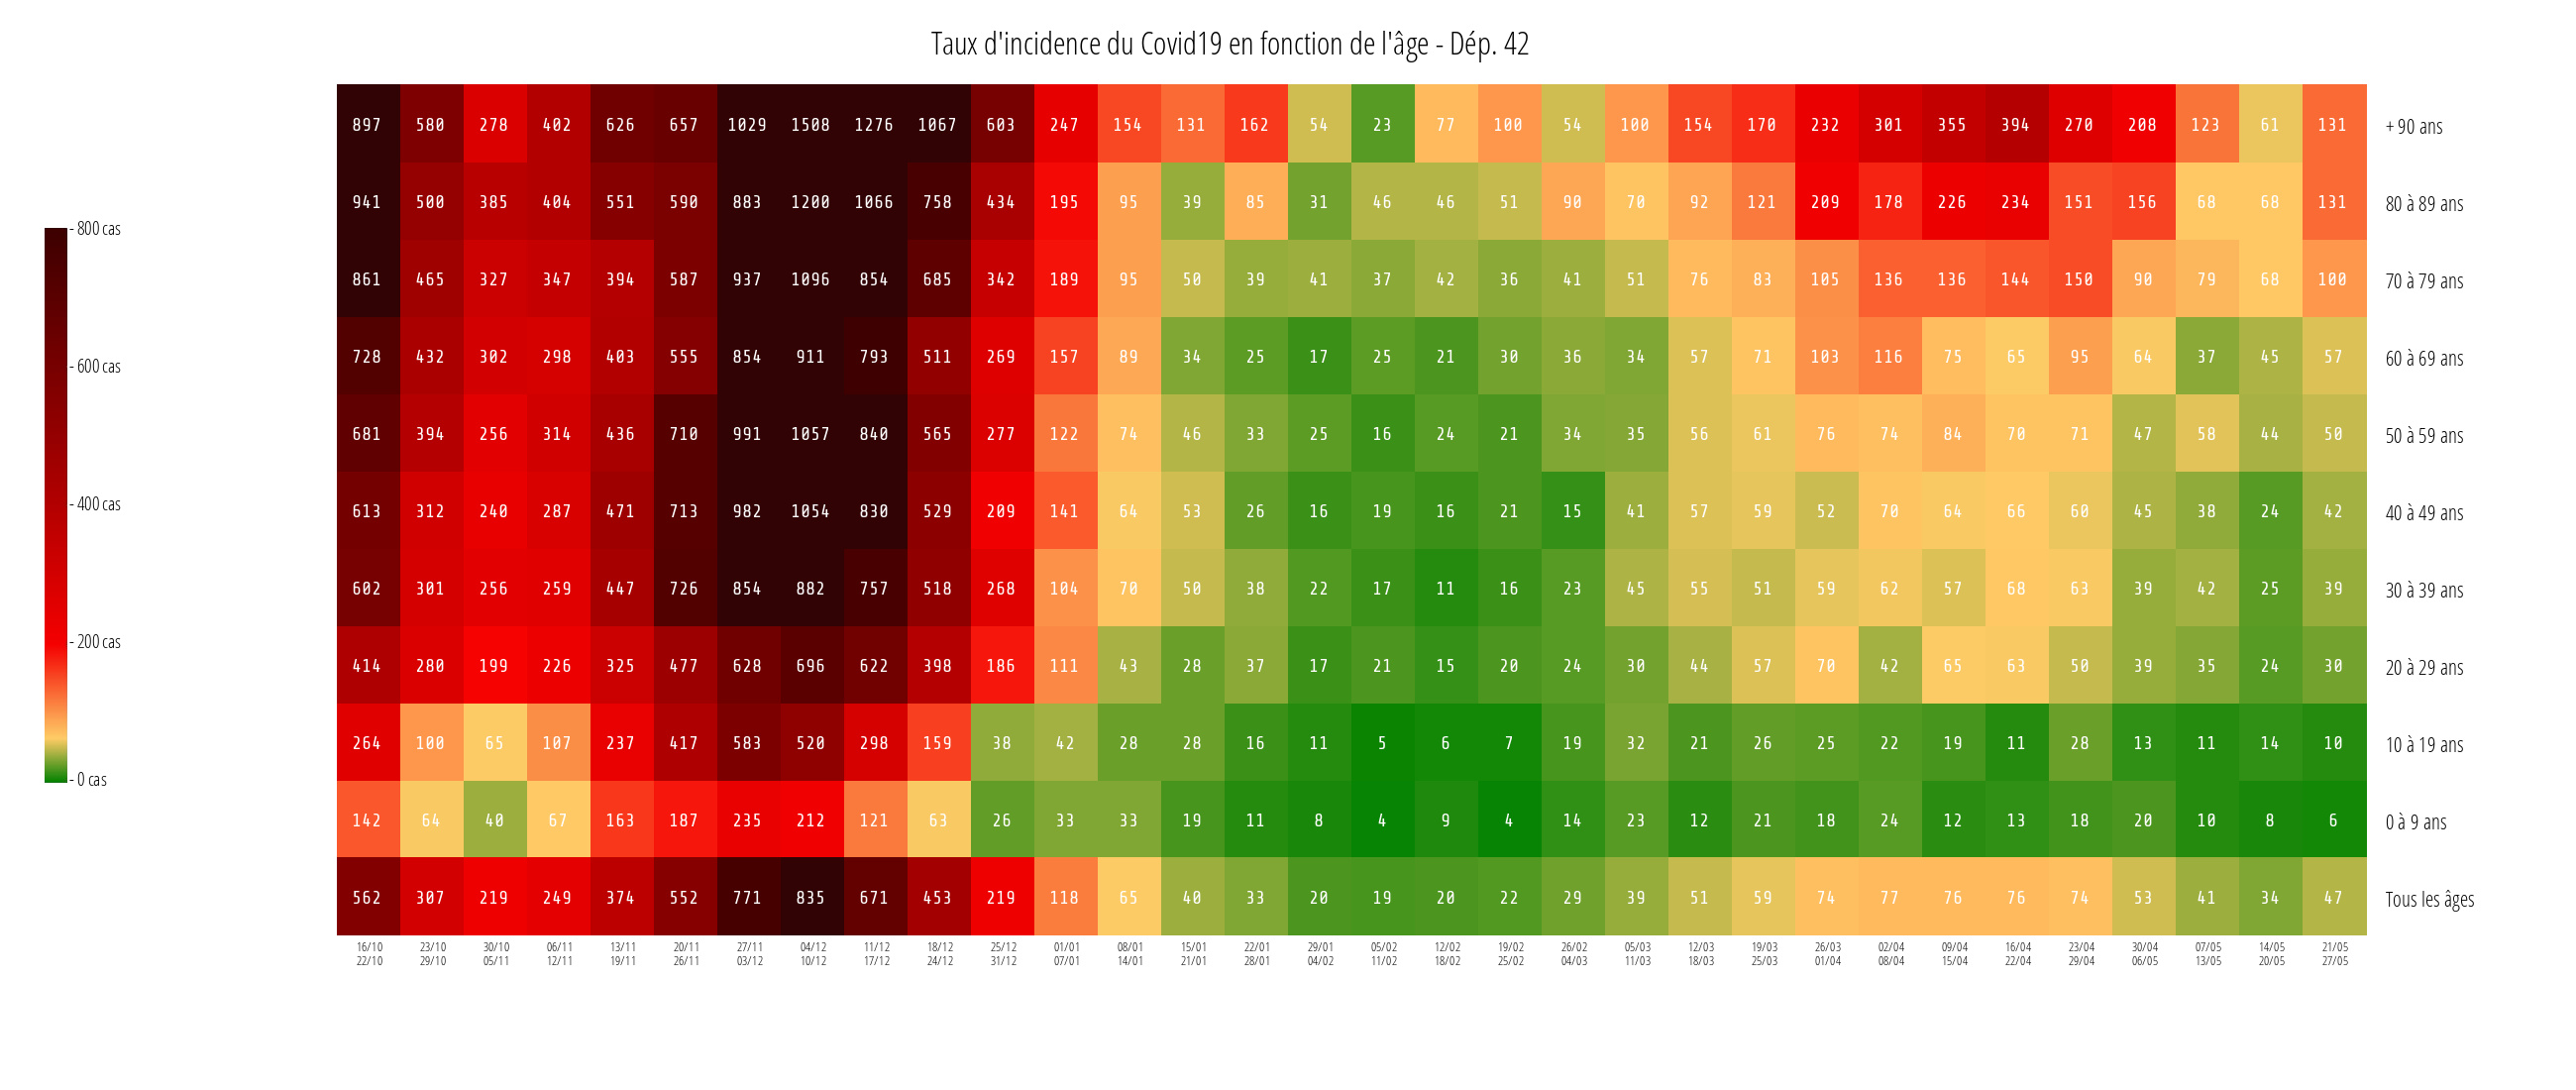 Taux d'incidence du Covid19 en fonction de l'âge - Dép. 42
- 800 cas
- 600 cas
- 400 cas
- 200 cas
- 0 cas
897 580 278 402 626 657 1029 1508 1276 1067 603 247 154 131 162 54 23 77 100 54 100 154 170 232 301 355 394 270 208 123 61 131 + 90 ans
941 500 385 404 551 590 883 1200 1066 758 434 195 95 39 85 31 46 46 51 90 70 92 121 209 178 226 234 151 156 68 68 131 80 à 89 ans
861 465 327 347 394 587 937 1096 854 685 342 189 95 50 39 41 37 42 36 41 51 76 83 105 136 136 144 150 90 79 68 100 70 à 79 ans
728 432 302 298 403 555 854 911 793 511 269 157 89 34 25 17 25 21 30 36 34 57 71 103 116 75 65 95 64 37 45 57 60 à 69 ans
681 394 256 314 436 710 991 1057 840 565 277 122 74 46 33 25 16 24 21 34 35 56 61 76 74 84 70 71 47 58 44 50 50 à 59 ans
613 312 240 287 471 713 982 1054 830 529 209 141 64 53 26 16 19 16 21 15 41 57 59 52 70 64 66 60 45 38 24 42 40 à 49 ans
602 301 256 259 447 726 854 882 757 518 268 104 70 50 38 22 17 11 16 23 45 55 51 59 62 57 68 63 39 42 25 39 30 à 39 ans
414 280 199 226 325 477 628 696 622 398 186 111 43 28 37 17 21 15 20 24 30 44 57 70 42 65 63 50 39 35 24 30 20 à 29 ans
264 100 65 107 237 417 583 520 298 159 38 42 28 28 16 11 5 6 7 19 32 21 26 25 22 19 11 28 13 11 14 10 10 à 19 ans
142 64 40 67 163 187 235 212 121 63 26 33 33 19 11 8 4 9 4 14 23 12 21 18 24 12 13 18 20 10 8 6 0 à 9 ans
562 307 219 249 374 552 771 835 671 453 219 118 65 40 33 20 19 20 22 29 39 51 59 74 77 76 76 74 53 41 34 47 Tous les âges
16/10 23/10 30/10 06/11 13/11 20/11 27/11 04/12 11/12 18/12 25/12 01/01 08/01 15/01 22/01 29/01 05/02 12/02 19/02 26/02 05/03 12/03 19/03 26/03 02/04 09/04 16/04 23/04 30/04 07/05 14/05 21/05
22/10 29/10 05/11 12/11 19/11 26/11 03/12 10/12 17/12 24/12 31/12 07/01 14/01 21/01 28/01 04/02 11/02 18/02 25/02 04/03 11/03 18/03 25/03 01/04 08/04 15/04 22/04 29/04 06/05 13/05 20/05 27/05